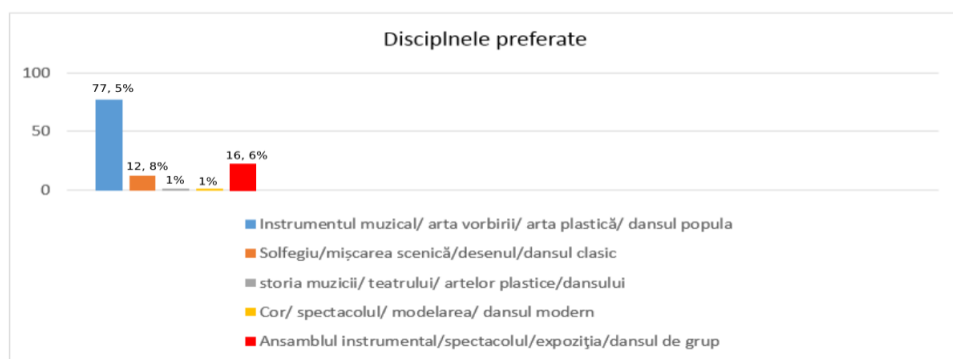 Disciplnele preferate
100
77, 5%
50
12, 8%
1%
1%
16, 6%
0
Instrumentul muzical/ arta vorbirii/ arta plastică/ dansul popula
Solfegiu/mișcarea scenică/desenul/dansul clasic
storia muzicii/ teatrului/ artelor plastice/dansului
Cor/ spectacolul/ modelarea/ dansul modern
Ansamblul instrumental/spectacolul/expoziţia/dansul de grup